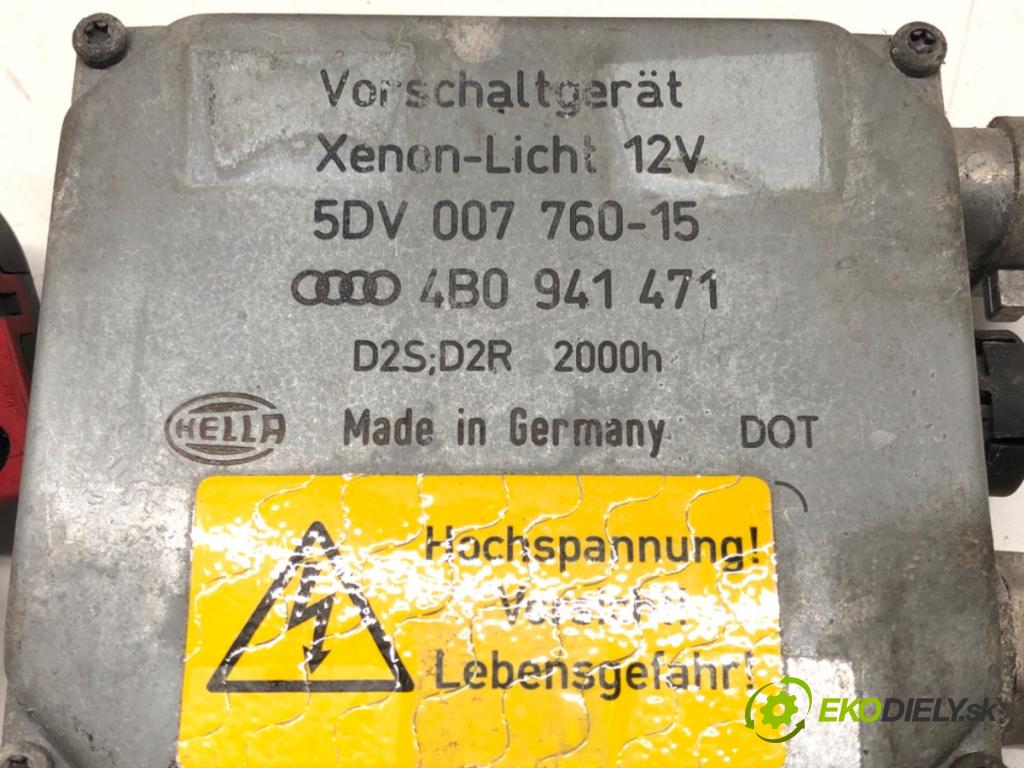 Vorschaltgerät
Xenon-Licht 12V
5DV 007 760-15
4B0 941 471
D2S;D2R 2000h
HELLA Made in Germany DOT
Hochspannung!
Lebensgefahr!
EKODIELY.sk